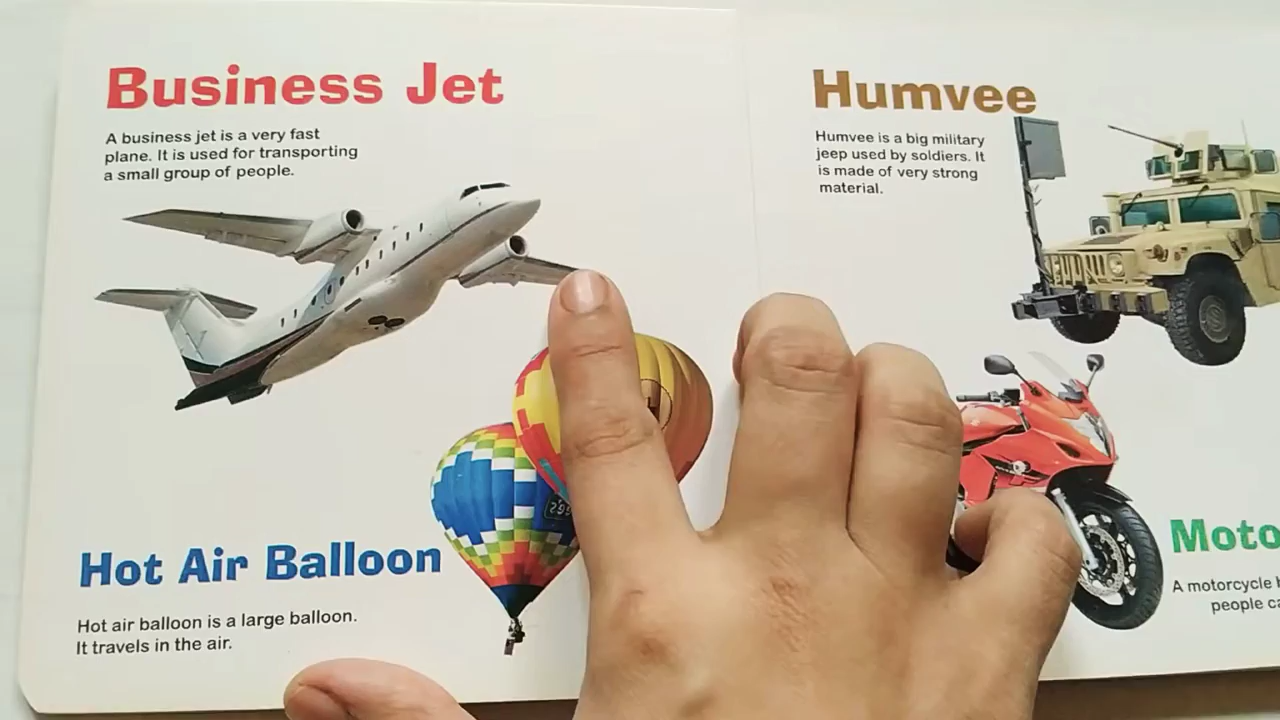 Business Jet
A business jet is a very fast
plane. It is used for transporting
a small group of people.
Hot Air Balloon
Hot air balloon is a large balloon.
It travels in the air.
Humvee
Humvee is a big military
jeep used by soldiers. It
is made of very strong
material.
A motorcycle
people